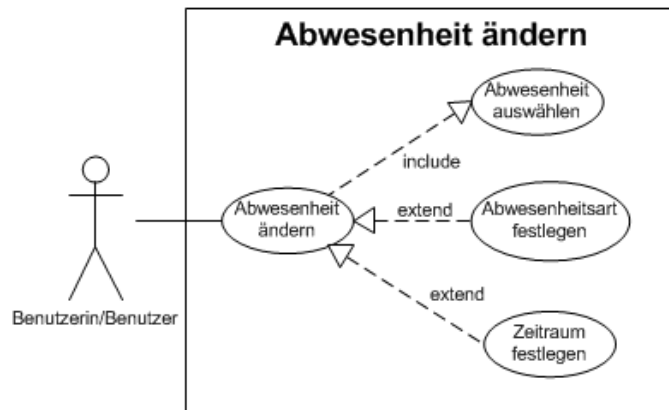 Abwesenheit ändern
Abwesenheit
auswählen
include
Abwesenheit
ändern
extend
Abwesenheitsart
festlegen
extend
Benutzerin/Benutzer
Zeitraum
festlegen